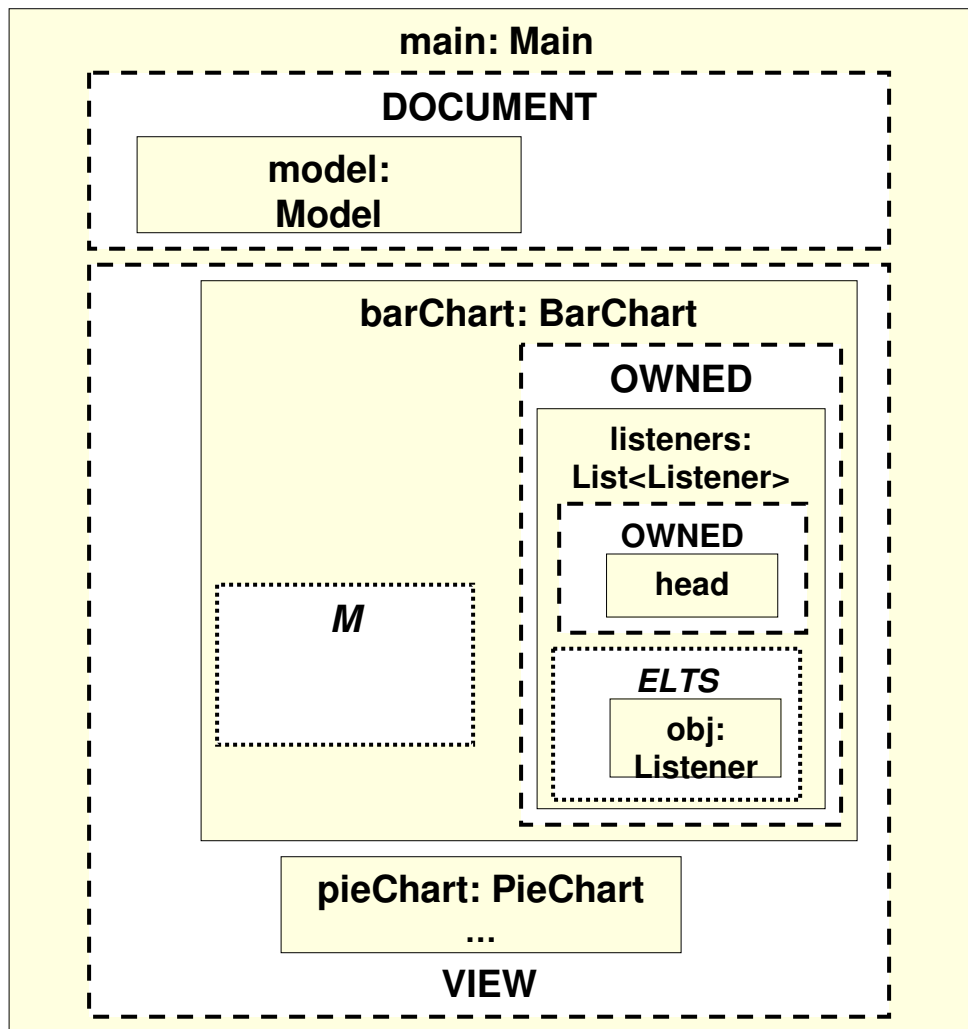 main: Main
DOCUMENT
model:
Model
barChart: BarChart
OWNED
listeners:
List<Listener>
OWNED
head
M
ELTS
obj:
Listener
pieChart: PieChart
...
VIEW